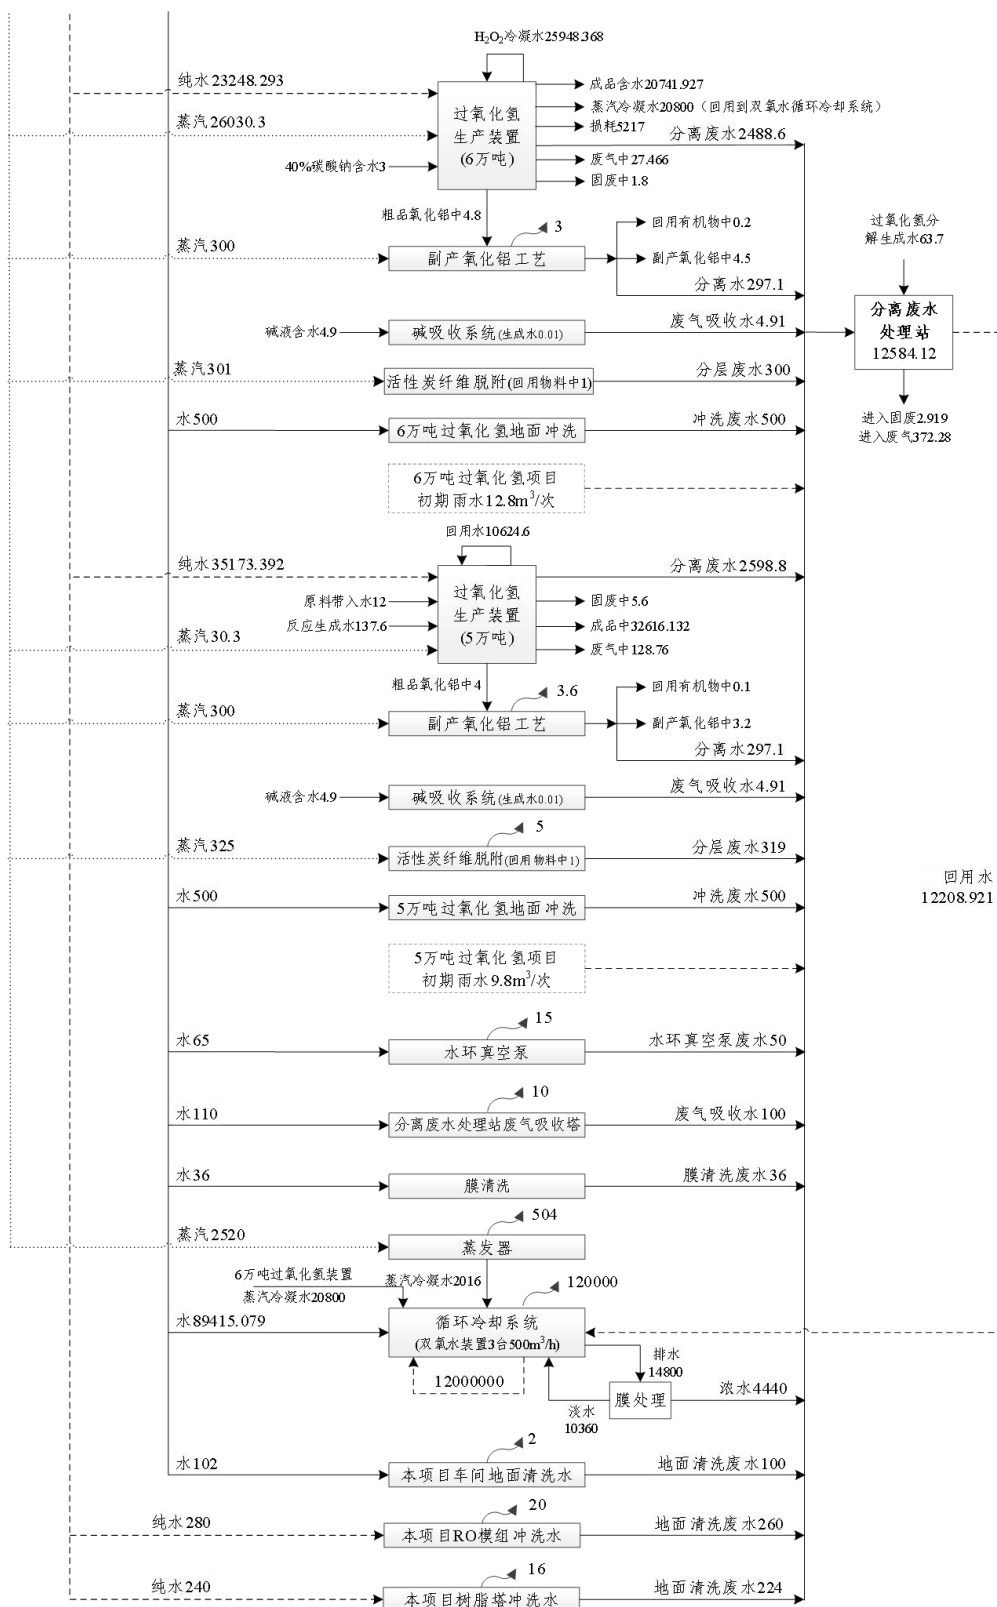 H₂O₂冷凝水25948.368
纯水23248.293
蒸汽26030.3
40%碳酸钠含水3
过氧化氢
生产装置
(6万吨)
成品含水20741.927
蒸汽冷凝水20800（回用到双氧水循环冷却系统）
损耗5217
分离废水2488.6
废气中27.466
固废中1.8
粗品氧化铝中4.8
3
蒸汽300
副产氧化铝工艺
回用有机物中0.2
副产氧化铝中4.5
分离水297.1
过氧化氢分
解生成水63.7
碱液含水4.9
碱吸收系统(生成水0.01)
废气吸收水4.91
分离废水
处理站
12584.12
蒸汽301
活性炭纤维脱附(回用物料中1)
分层废水300
进入固废2.919
进入废气372.28
水500
6万吨过氧化氢地面冲洗
冲洗废水500
6万吨过氧化氢项目
初期雨水12.8m³/次
回用水10624.6
纯水35173.392
原料带入水12
反应生成水137.6
蒸汽30.3
过氧化氢
生产装置
(5万吨)
分离废水2598.8
固废中5.6
成品中32616.132
废气中128.76
粗品氧化铝中4
3.6
蒸汽300
副产氧化铝工艺
回用有机物中0.1
副产氧化铝中3.2
分离水297.1
碱液含水4.9
碱吸收系统(生成水0.01)
废气吸收水4.91
5
蒸汽325
活性炭纤维脱附(回用物料中1)
分层废水319
回用水
12208.921
水500
5万吨过氧化氢地面冲洗
冲洗废水500
5万吨过氧化氢项目
初期雨水9.8m³/次
15
水65
水环真空泵
水环真空泵废水50
10
水110
分离废水处理站废气吸收塔
废气吸收水100
水36
膜清洗
膜清洗废水36
504
蒸汽2520
蒸发器
6万吨过氧化氢装置
蒸汽冷凝水20800
蒸汽冷凝水2016
120000
水89415.079
循环冷却系统
(双氧水装置3台500m³/h)
12000000
排水
14800
膜处理
浓水4440
淡水
10360
2
水102
本项目车间地面清洗水
地面清洗废水100
20
纯水280
本项目RO模组冲洗水
地面清洗废水260
16
纯水240
本项目树脂塔冲洗水
地面清洗废水224